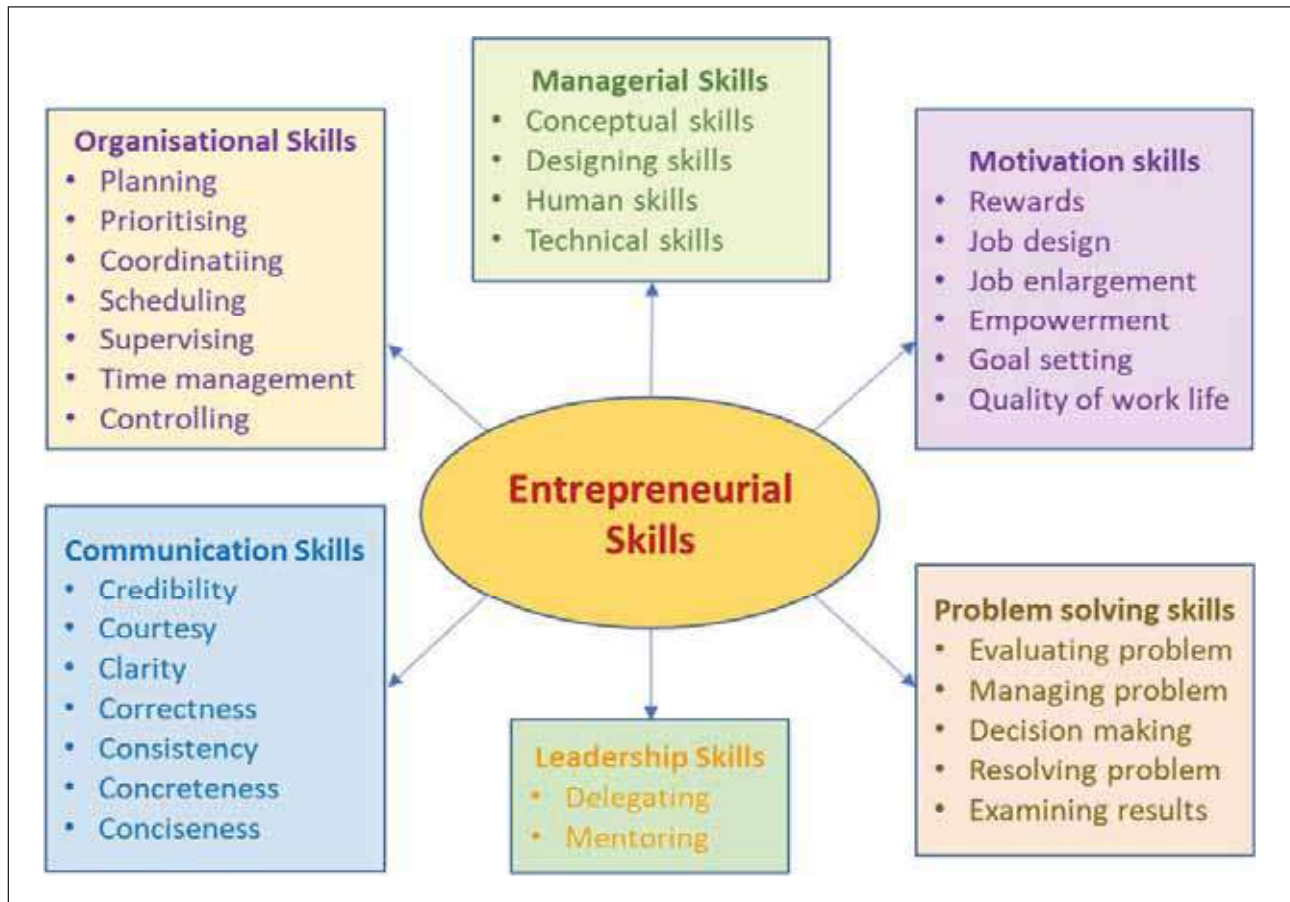 Managerial Skills
• Conceptual skills
• Designing skills
• Human skills
• Technical skills
Organisational Skills
• Planning
• Prioritising
• Coordinatiing
• Scheduling
• Supervising
• Time management
• Controlling
Motivation skills
• Rewards
• Job design
• Job enlargement
• Empowerment
• Goal setting
• Quality of work life
Entrepreneurial
Skills
Communication Skills
• Credibility
• Courtesy
• Clarity
• Correctness
• Consistency
• Concreteness
• Conciseness
Leadership Skills
• Delegating
• Mentoring
Problem solving skills
• Evaluating problem
• Managing problem
• Decision making
• Resolving problem
• Examining results